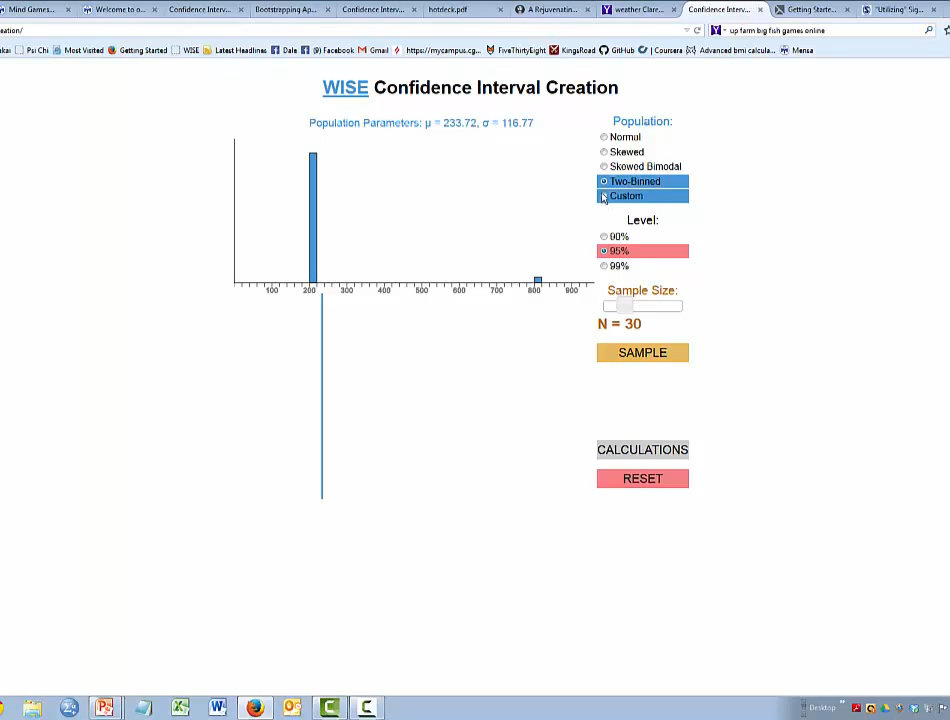 Mind Games... Welcome to o... Confidence Interv... Bootstrapping Ap... Confidence Interv... hotdeck.pdf A Rejuvenatin... weather Clare... Confidence Interv... Getting Starte... "Utilizing" Sig...
eation/ up farm big fish games online
kai Psi Chi Most Visited Getting Started WISE Latest Headlines Dale (9) Facebook Gmail https://mycampus.cg... FiveThirtyEight KingsRoad GitHub Coursera Advanced bmi calcula... Mensa
WISE Confidence Interval Creation
Population Parameters: μ = 233.72, σ = 116.77
Population:
Normal
Skewed
Skewed Bimodal
Two-Binned
Custom
Level:
90%
95%
99%
100 200 300 400 500 600 700 800 900
Sample Size:
N = 30
SAMPLE
CALCULATIONS
RESET
Desktop